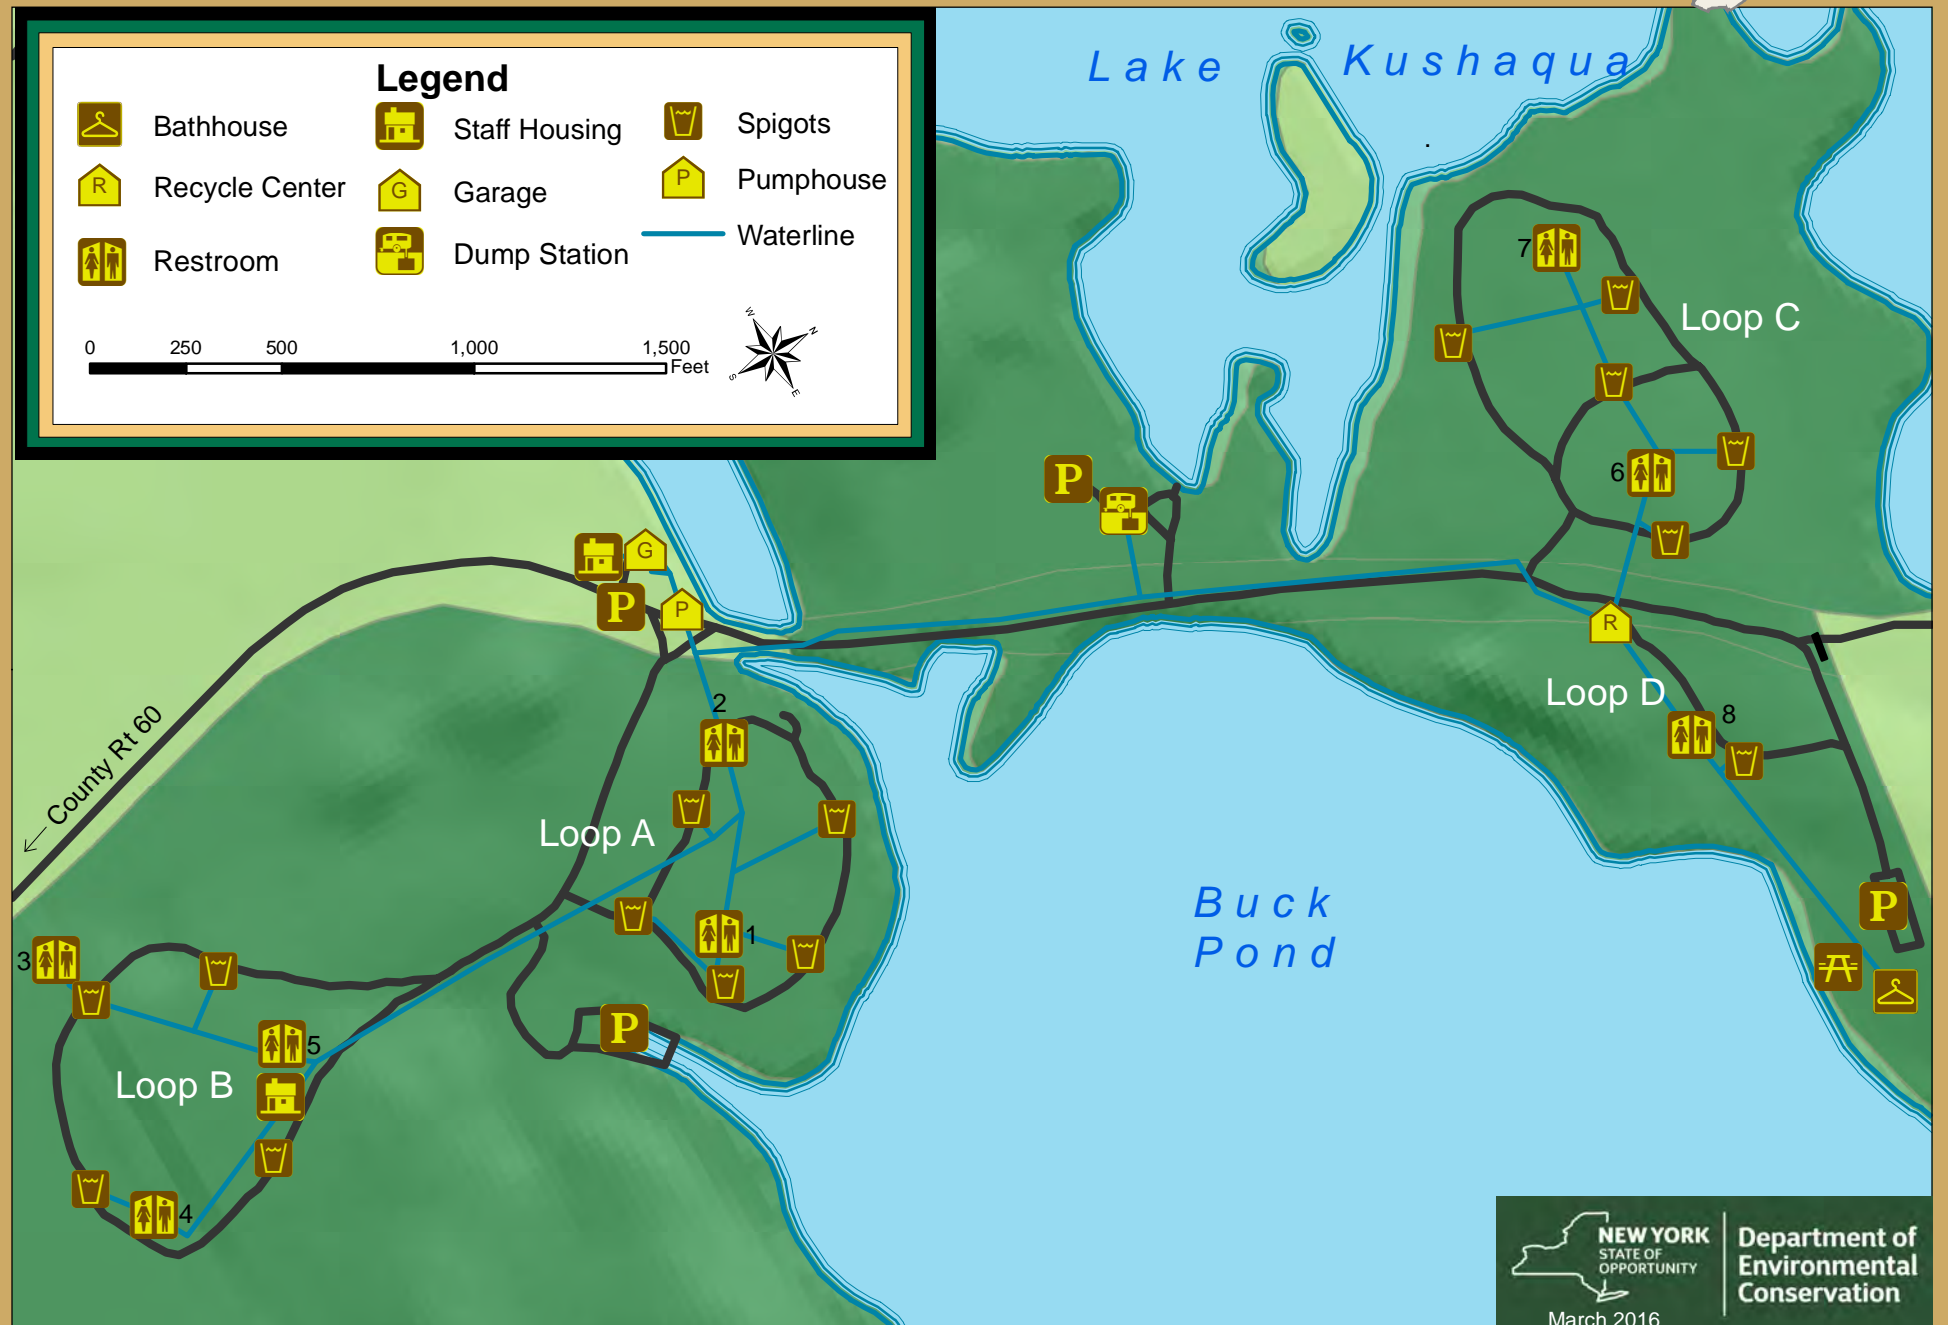 Legend
Bathhouse
Staff Housing
Spigots
R
Recycle Center
G
Garage
P
Pumphouse
Restroom
Dump Station
Waterline
0 250 500 1,000 1,500
Feet
W
N
S
E
Lake Kushaqua
7
Loop C
6
P
G
P
P
R
Loop D
8
County Rt 60
2
Loop A
1
P
Buck
Pond
P
3
5
Loop B
4
NEW YORK
STATE OF
OPPORTUNITY
Department of
Environmental
Conservation
March 2016